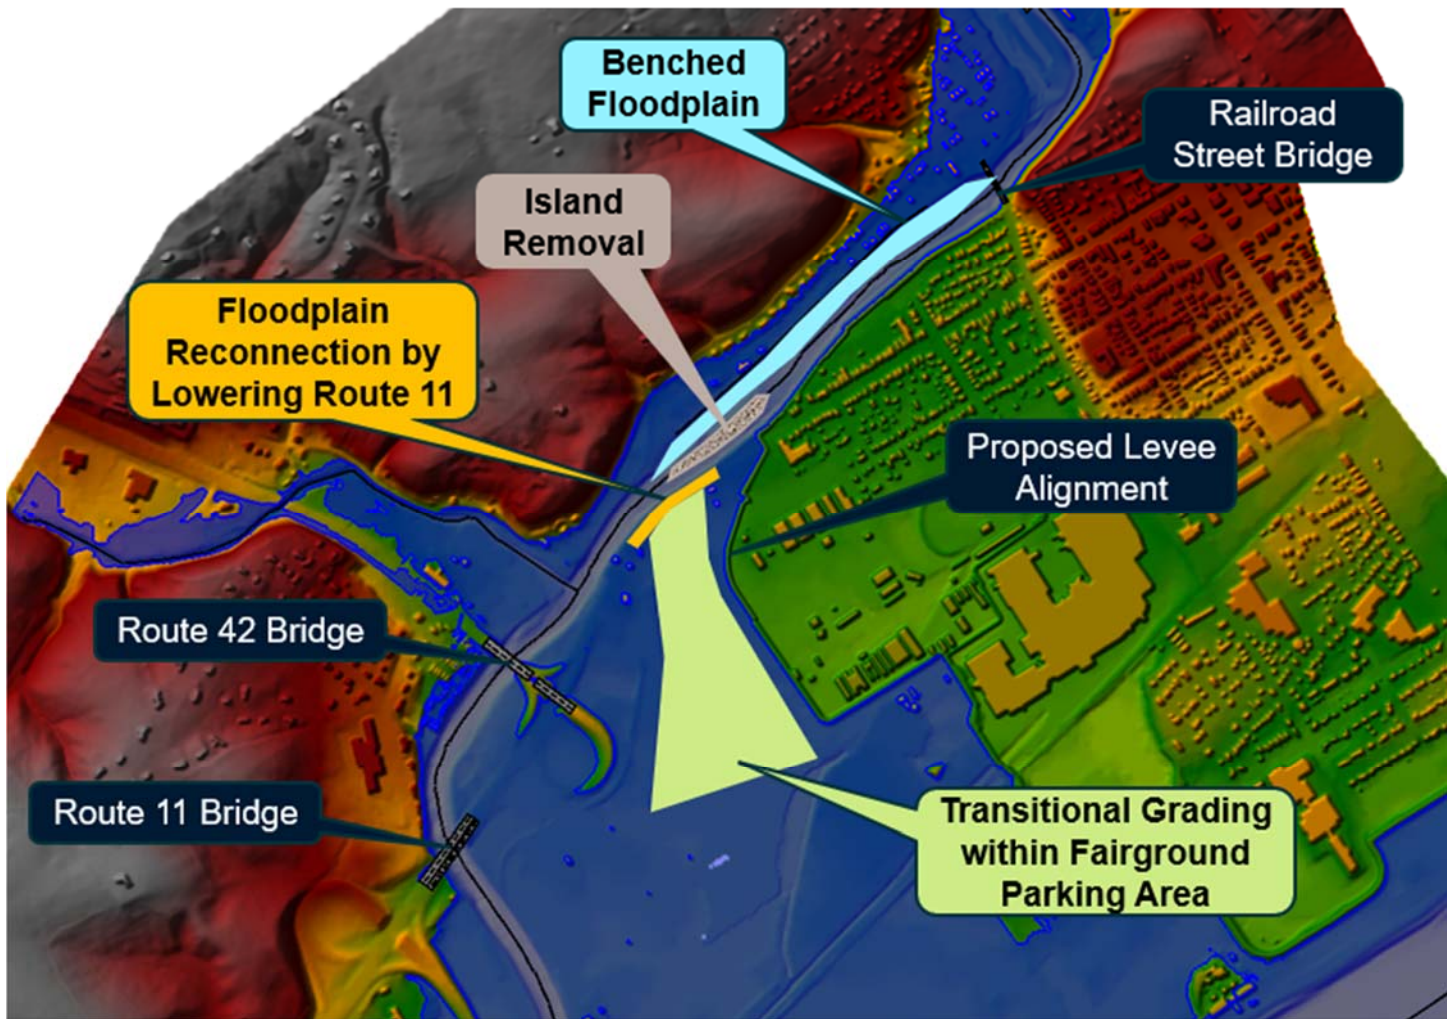 Benched
Floodplain
Railroad
Street Bridge
Island
Removal
Floodplain
Reconnection by
Lowering Route 11
Proposed Levee
Alignment
Route 42 Bridge
Route 11 Bridge
Transitional Grading
within Fairground
Parking Area